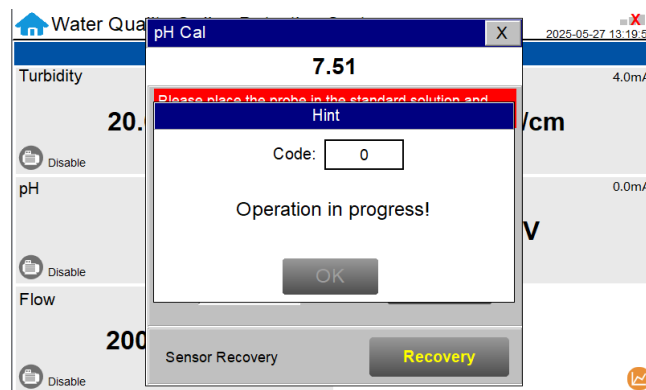 Water Qua
pH Cal
X
X
2025-05-27 13:19:5
7.51
Turbidity
4.0mA
Please place the probe in the standard solution and
Hint
20.
/cm
Code: 0
Disable
pH
0.0mA
Operation in progress!
V
Disable
OK
Flow
200
Sensor Recovery
Recovery
Disable